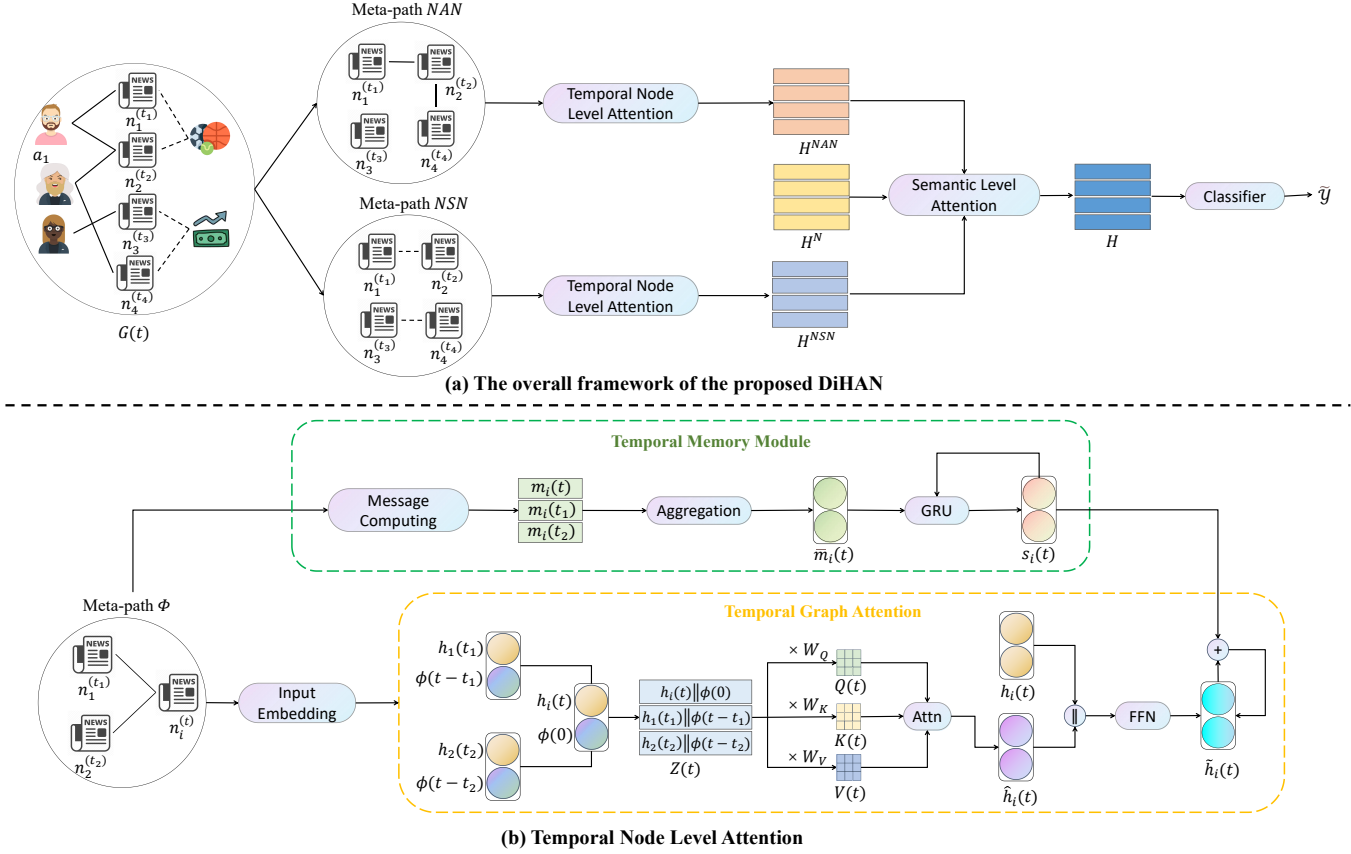 Meta-path NAN
NEWS
n₁^(t₁)
NEWS
n₂^(t₂)
NEWS
n₃^(t₃)
NEWS
n₄^(t₄)
NEWS
n₁^(t₁)
a₁
NEWS
n₂^(t₂)
NEWS
n₃^(t₃)
NEWS
n₄^(t₄)
G(t)
Meta-path NSN
NEWS
n₁^(t₁)
NEWS
n₂^(t₂)
NEWS
n₃^(t₃)
NEWS
n₄^(t₄)
Temporal Node
Level Attention
H^NAN
H^N
Temporal Node
Level Attention
H^NSN
Semantic Level
Attention
H
Classifier
ỹ
(a) The overall framework of the proposed DiHAN
Temporal Memory Module
Message
Computing
mᵢ(t)
mᵢ(t₁)
mᵢ(t₂)
Aggregation
m̅ᵢ(t)
GRU
sᵢ(t)
Meta-path Φ
NEWS
n₁^(t₁)
NEWS
n₂^(t₂)
NEWS
nᵢ^(t)
Input
Embedding
Temporal Graph Attention
h₁(t₁)
ϕ(t − t₁)
h₂(t₂)
ϕ(t − t₂)
hᵢ(t)
ϕ(0)
hᵢ(t)‖ϕ(0)
h₁(t₁)‖ϕ(t − t₁)
h₂(t₂)‖ϕ(t − t₂)
Z(t)
× W_Q
Q(t)
× W_K
K(t)
× W_V
V(t)
Attn
hᵢ(t)
ĥᵢ(t)
‖
FFN
+
h̃ᵢ(t)
(b) Temporal Node Level Attention